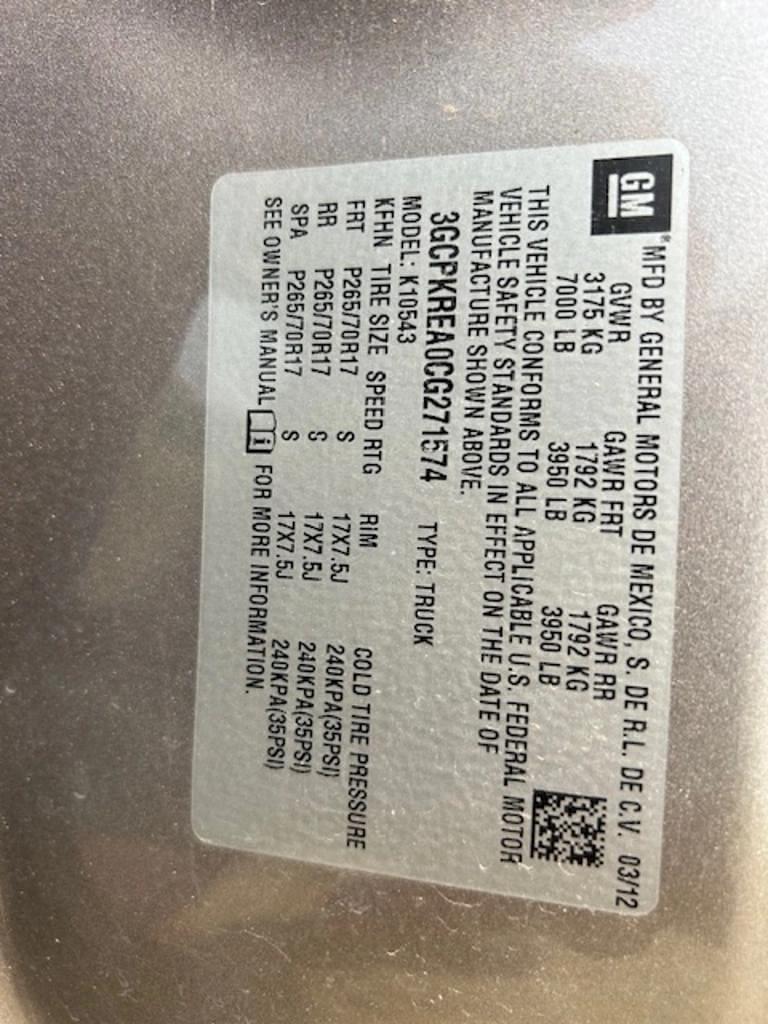 GM
®MFD BY GENERAL MOTORS DE MEXICO, S. DE R.L. DE C.V. 03/12
GVWR GAWR FRT GAWR RR
3175 KG 1792 KG 1792 KG
7000 LB 3950 LB 3950 LB
THIS VEHICLE CONFORMS TO ALL APPLICABLE U.S. FEDERAL MOTOR
VEHICLE SAFETY STANDARDS IN EFFECT ON THE DATE OF
MANUFACTURE SHOWN ABOVE.
3GCPKREA0CG271574 TYPE: TRUCK
MODEL: K10543
KFHN TIRE SIZE SPEED RTG RIM COLD TIRE PRESSURE
FRT P265/70R17 S 17X7.5J 240KPA(35PSI)
RR P265/70R17 S 17X7.5J 240KPA(35PSI)
SPA P265/70R17 S 17X7.5J 240KPA(35PSI)
SEE OWNER'S MANUAL i FOR MORE INFORMATION.